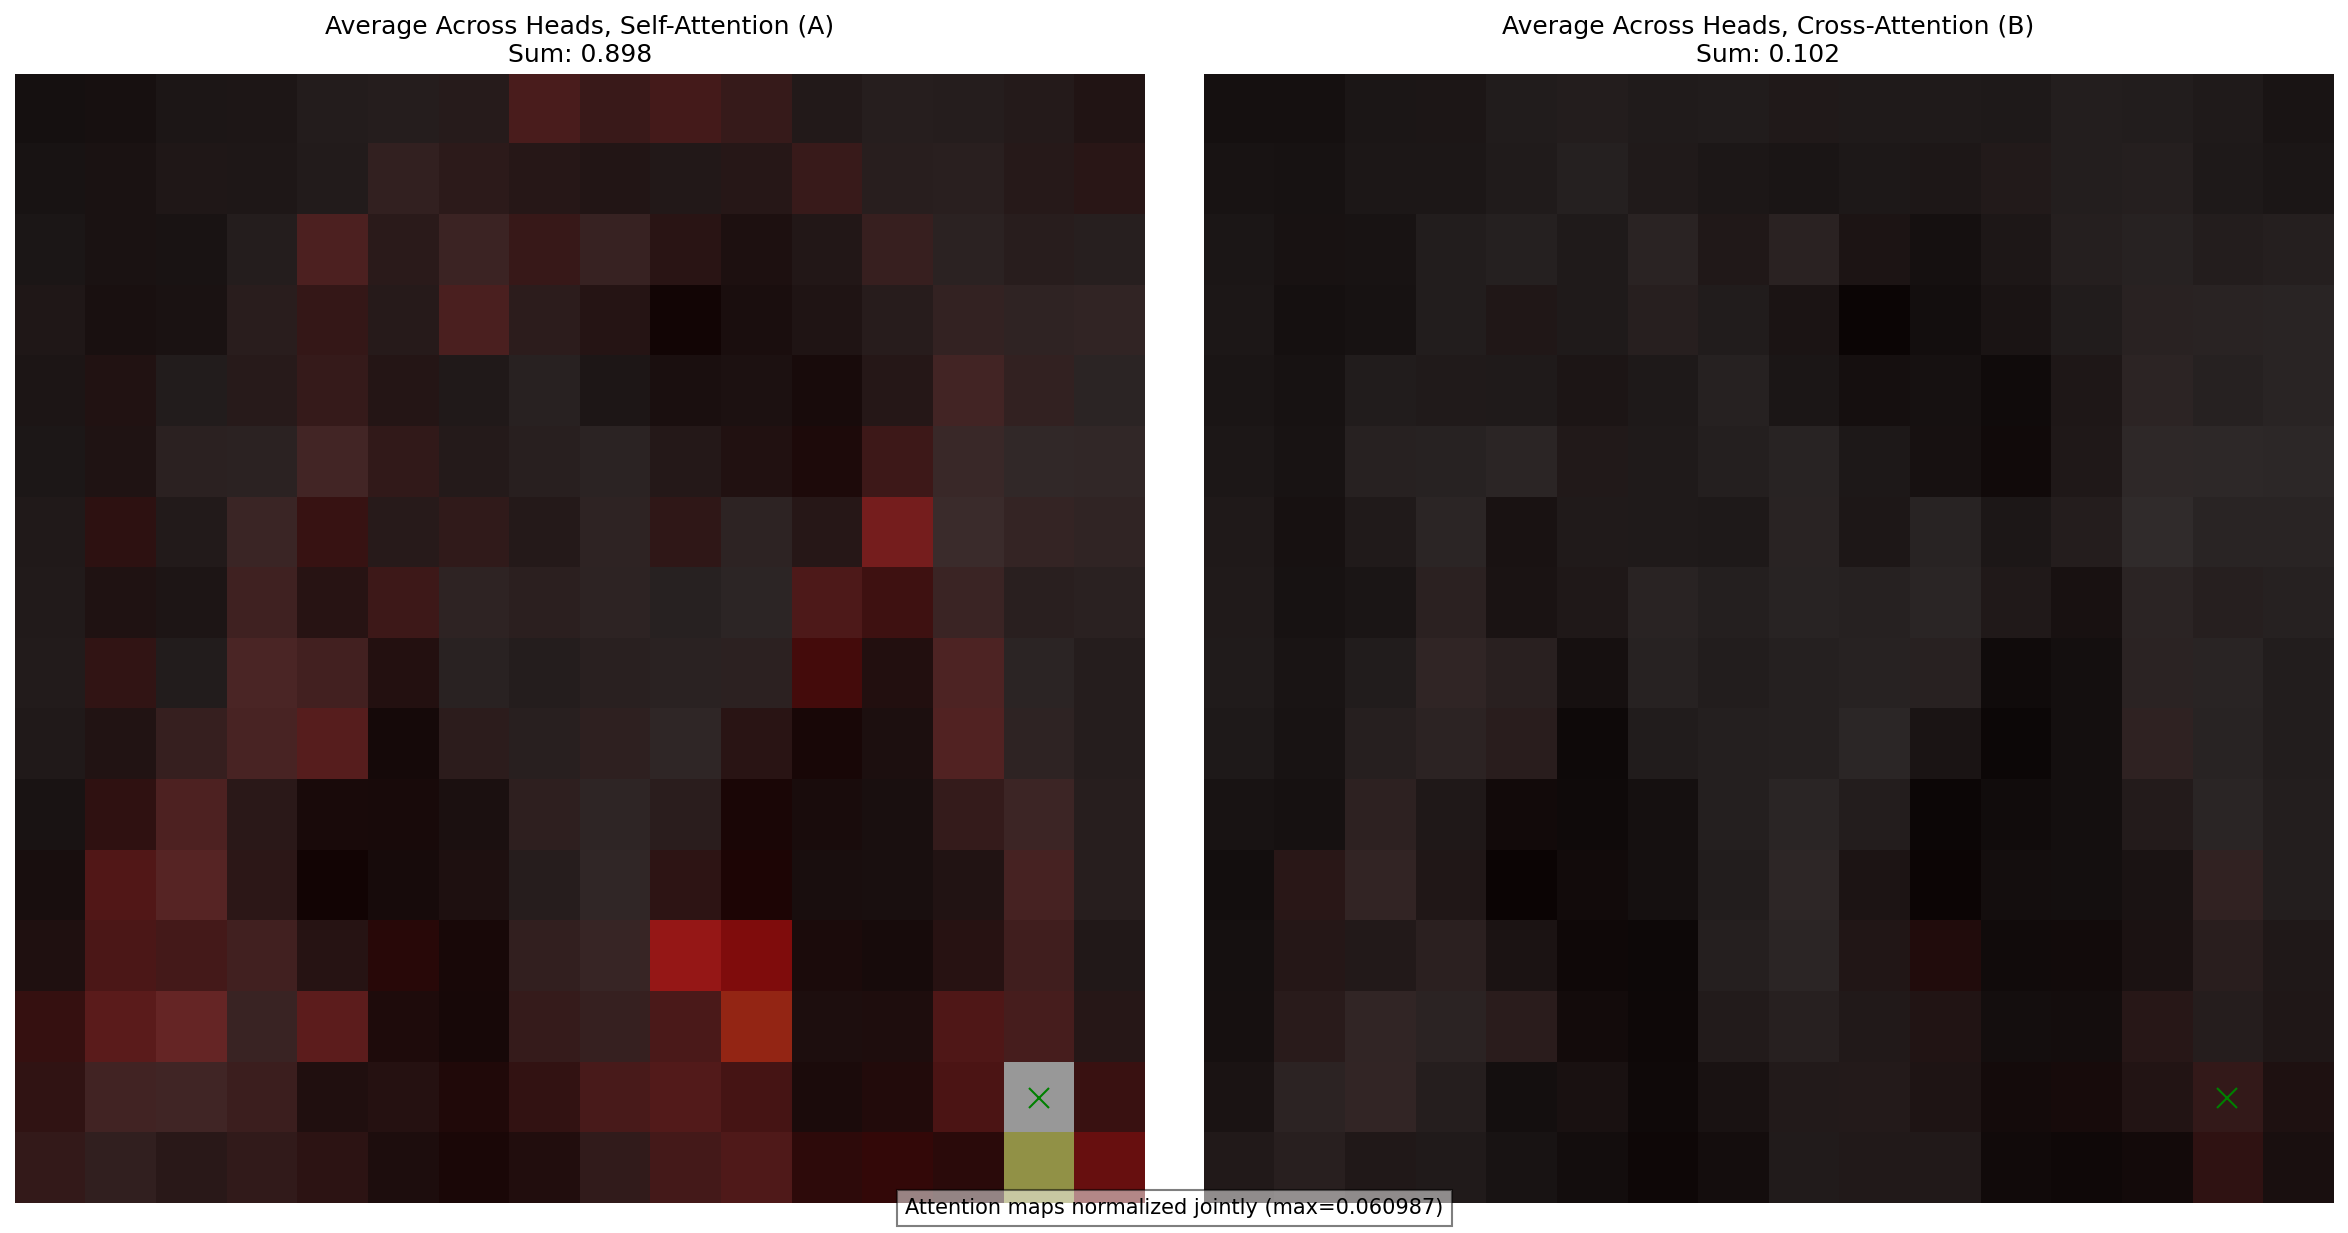 Average Across Heads, Self-Attention (A)
Sum: 0.898
Average Across Heads, Cross-Attention (B)
Sum: 0.102
Attention maps normalized jointly (max=0.060987)